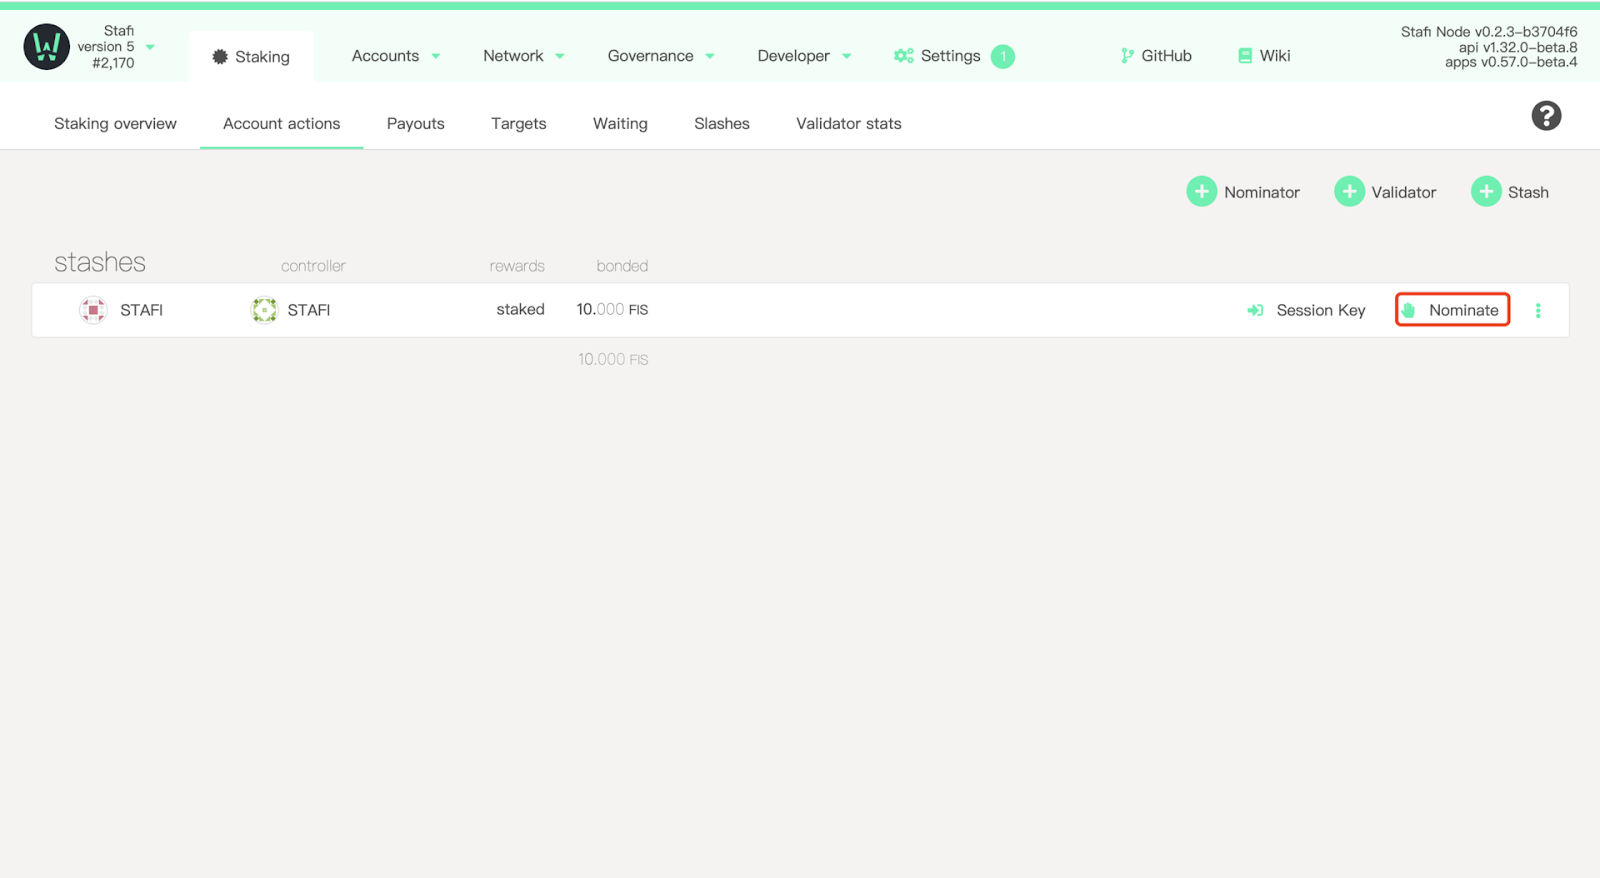 Stafi
version 5
#2,170
Staking
Accounts
Network
Governance
Developer
Settings 1
GitHub
Wiki
Stafi Node v0.2.3-b3704f6
api v1.32.0-beta.8
apps v0.57.0-beta.4
Staking overview
Account actions
Payouts
Targets
Waiting
Slashes
Validator stats
?
+ Nominator
+ Validator
+ Stash
stashes controller rewards bonded
STAFI STAFI staked 10.000 FIS Session Key Nominate
10.000 FIS